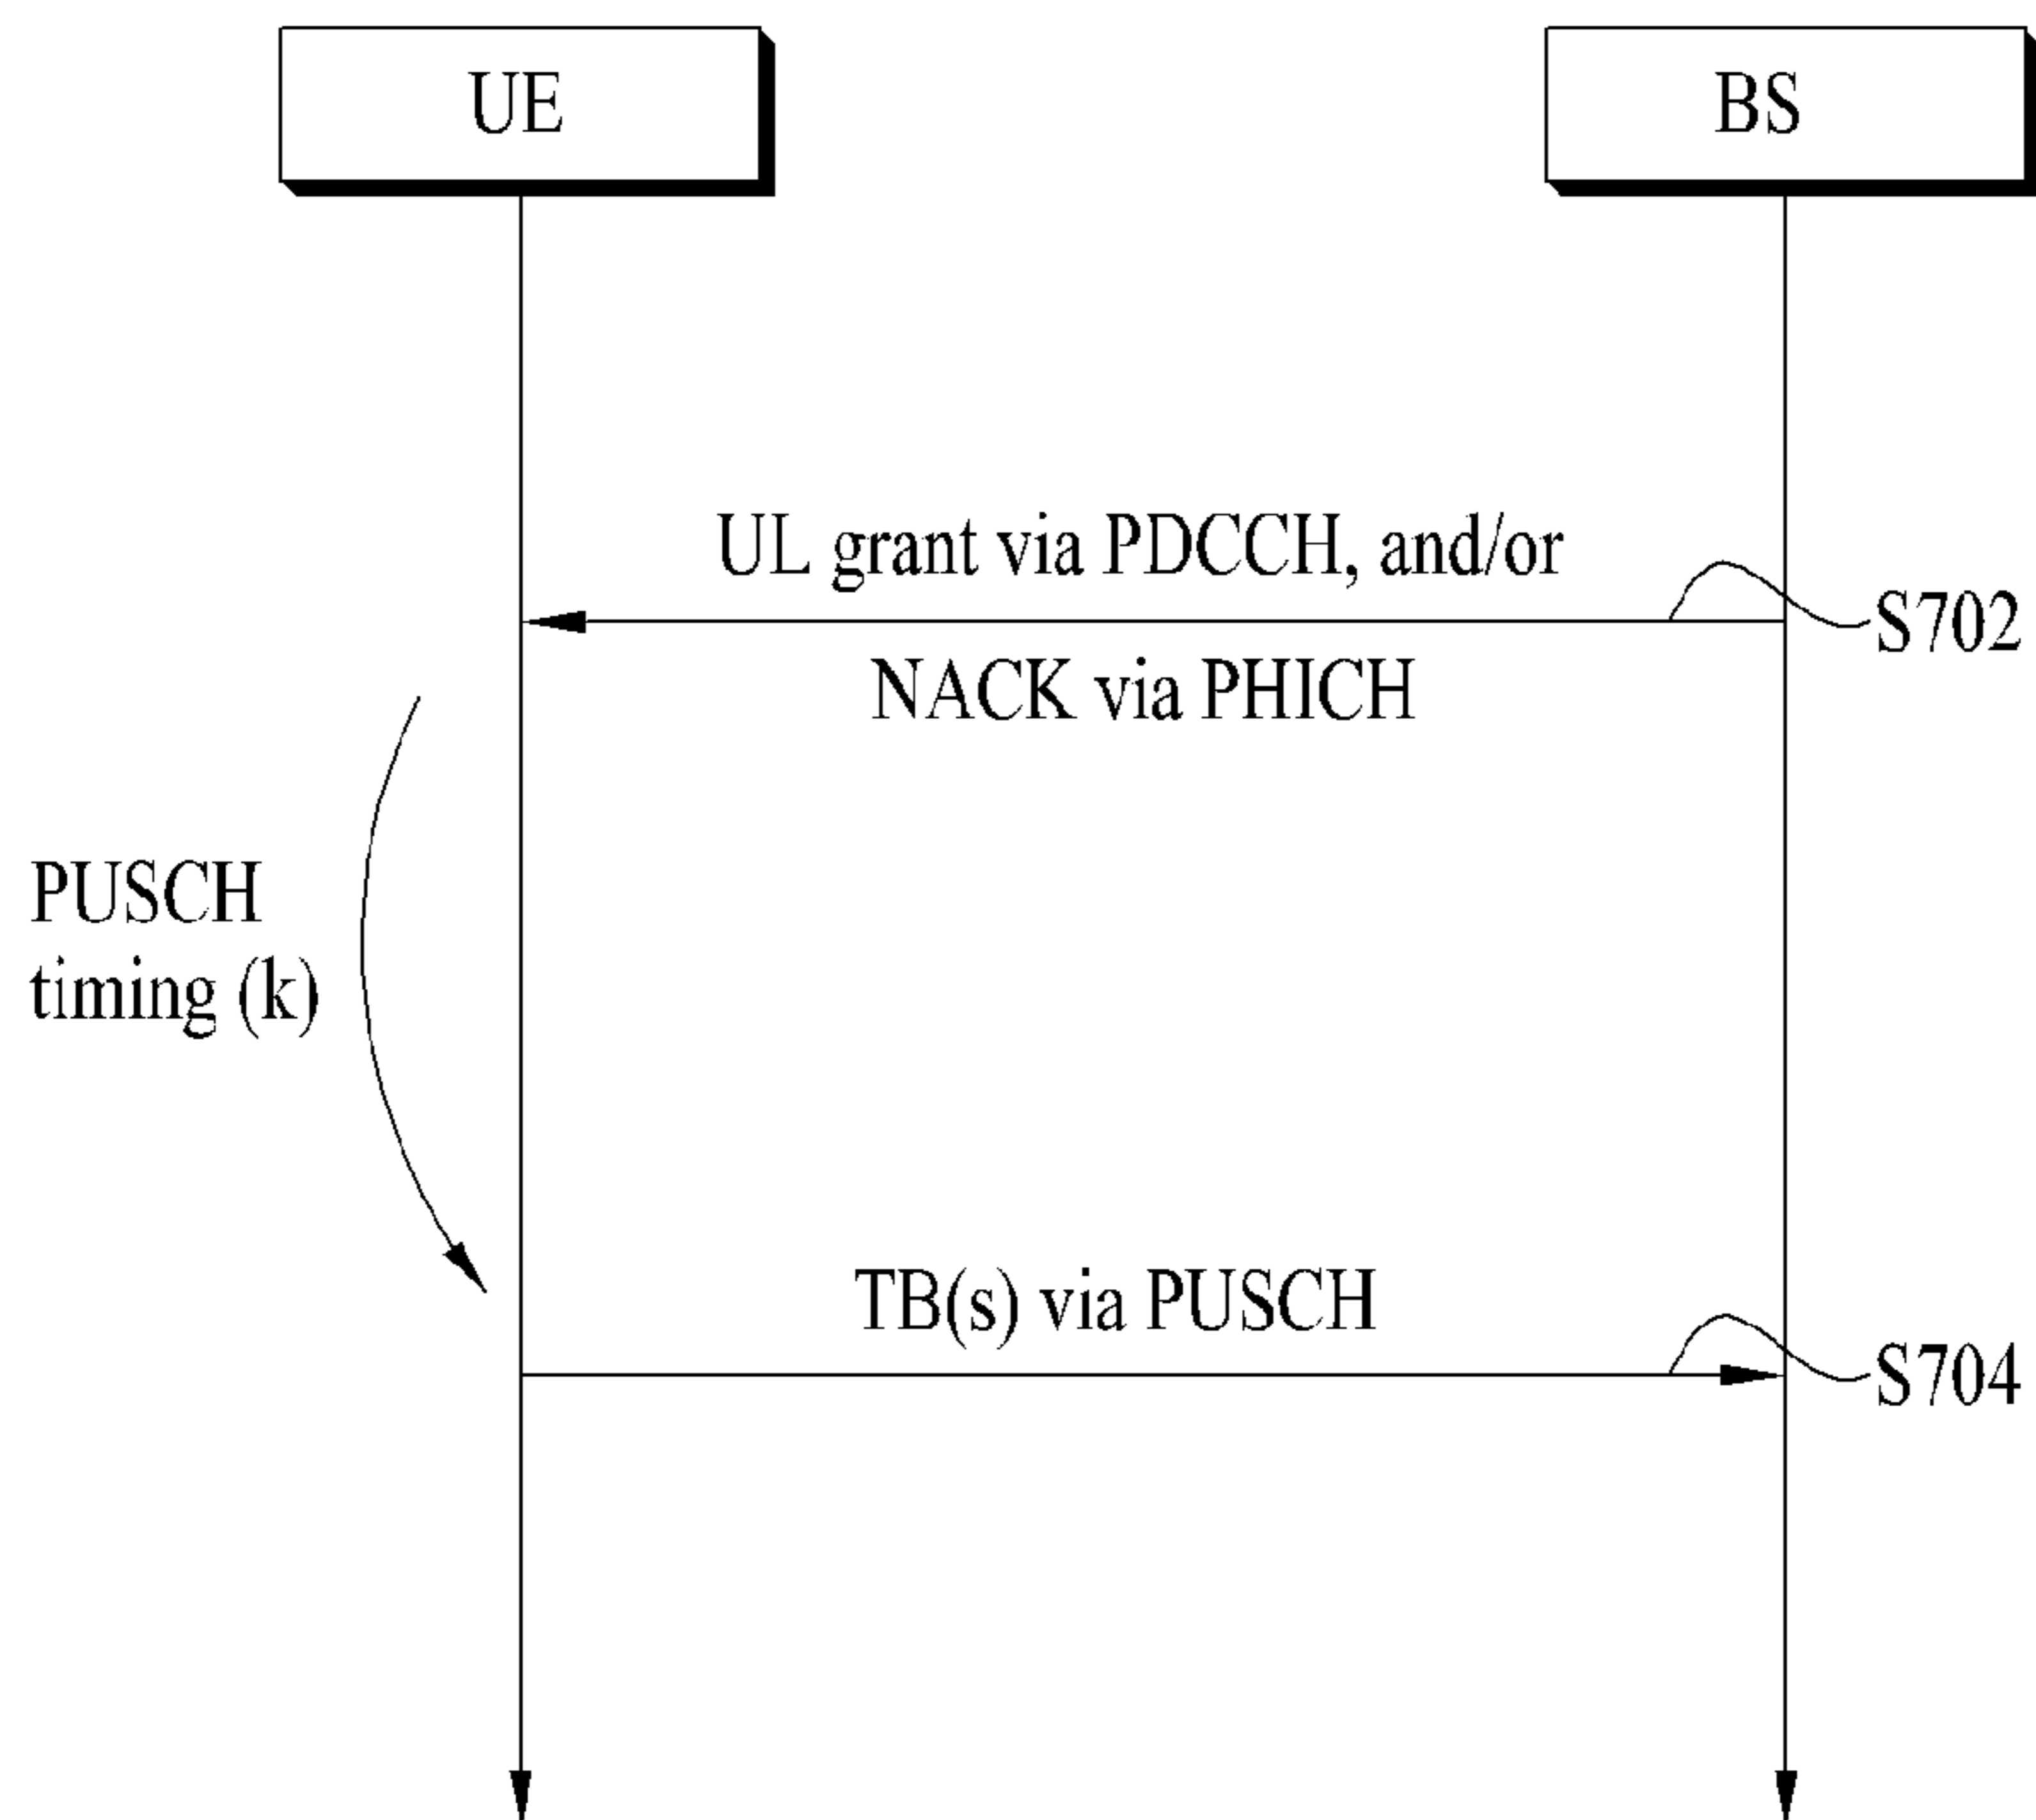 UE
BS
UL grant via PDCCH, and/or
S702
NACK via PHICH
PUSCH
timing (k)
TB(s) via PUSCH
S704